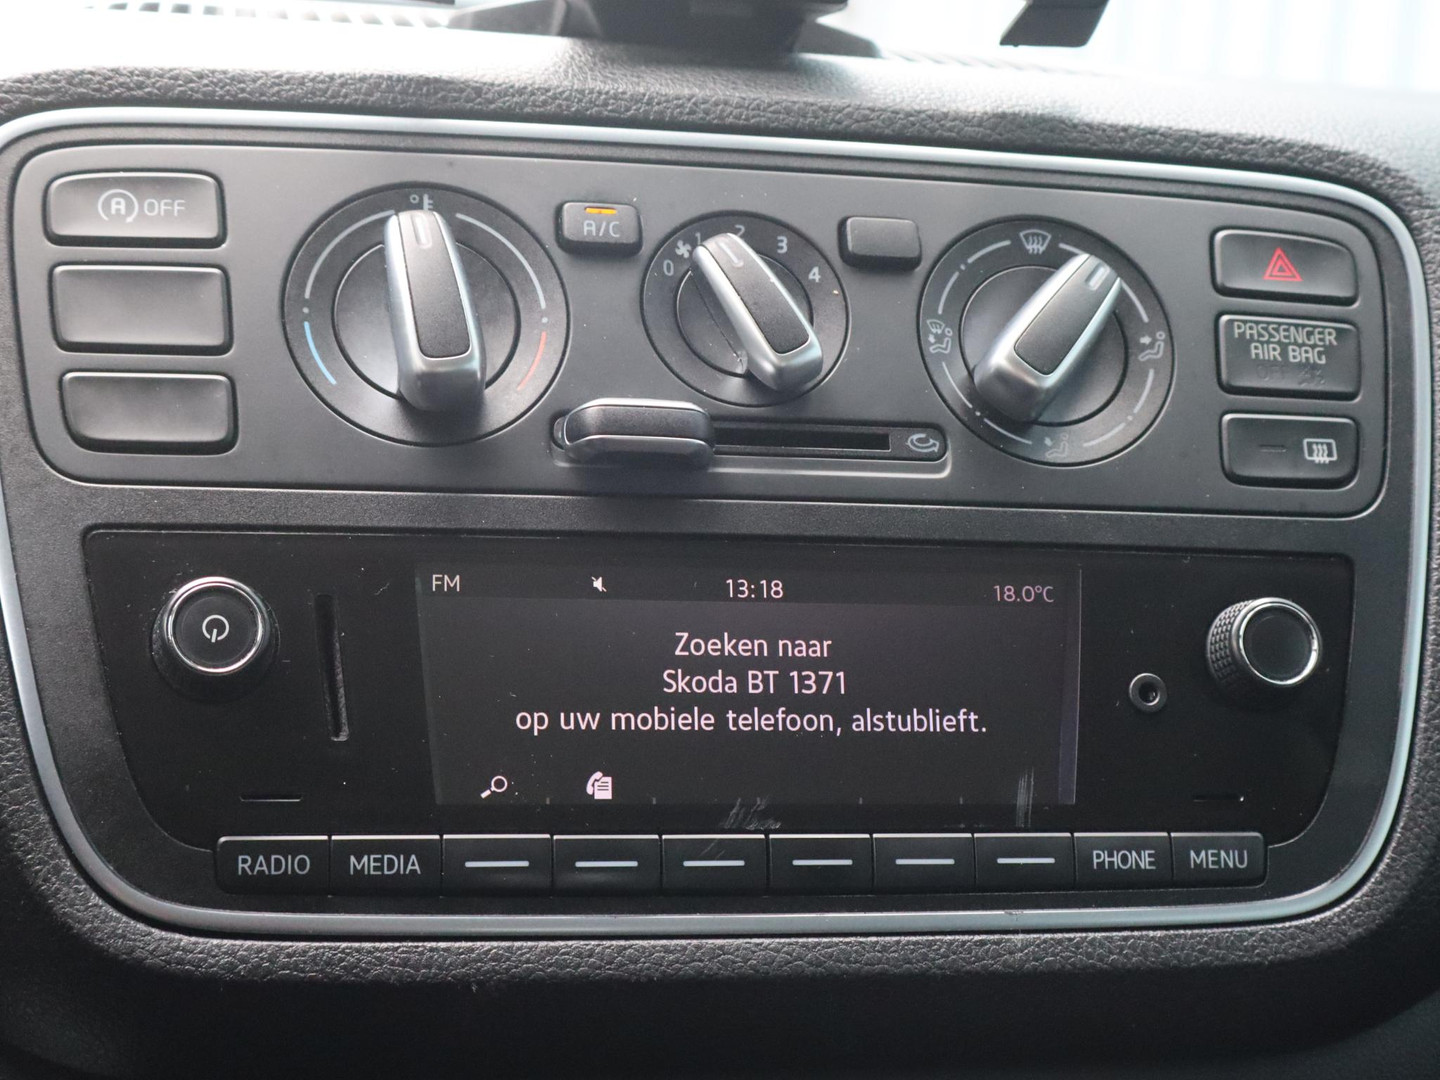 A OFF
A/C
0 1 2 3 4
PASSENGER
AIR BAG
FM 13:18 18.0°C
Zoeken naar
Skoda BT 1371
op uw mobiele telefoon, alstublieft.
RADIO MEDIA PHONE MENU